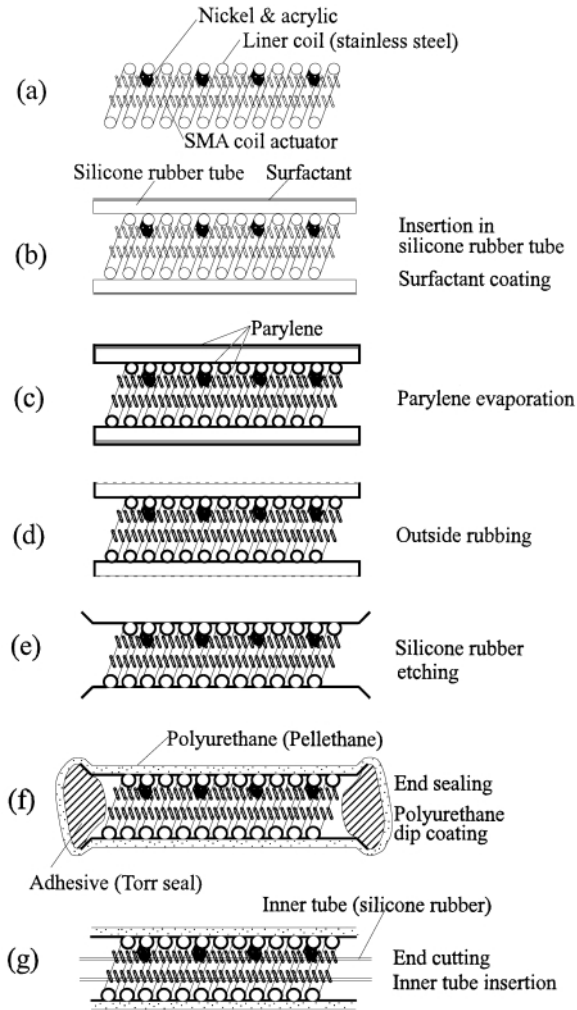 Nickel & acrylic
Liner coil (stainless steel)
(a)
SMA coil actuator
Silicone rubber tube
Surfactant
(b)
Insertion in
silicone rubber tube
Surfactant coating
Parylene
(c)
Parylene evaporation
(d)
Outside rubbing
(e)
Silicone rubber
etching
Polyurethane (Pellethane)
(f)
End sealing
Polyurethane
dip coating
Adhesive (Torr seal)
Inner tube (silicone rubber)
(g)
End cutting
Inner tube insertion